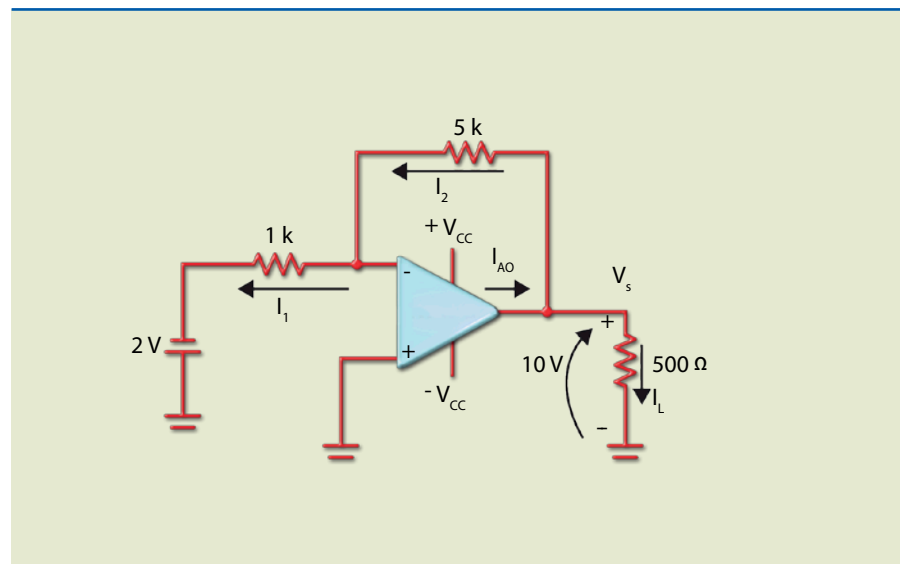 5 k
I2
+ VCC
1 k
IAO
-
Vs
I1
+
2 V
+
10 V
500 Ω
- VCC
IL
–